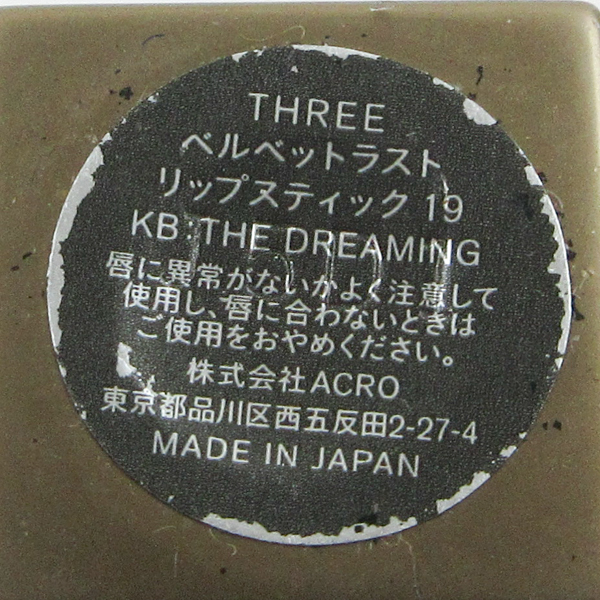 THREE
ベルベットラスト
リップスティック 19
KB:THE DREAMING
唇に異常がないかよく注意して
使用し、唇に合わないときは
ご使用をおやめください。
株式会社ACRO
東京都品川区西五反田2-27-4
MADE IN JAPAN